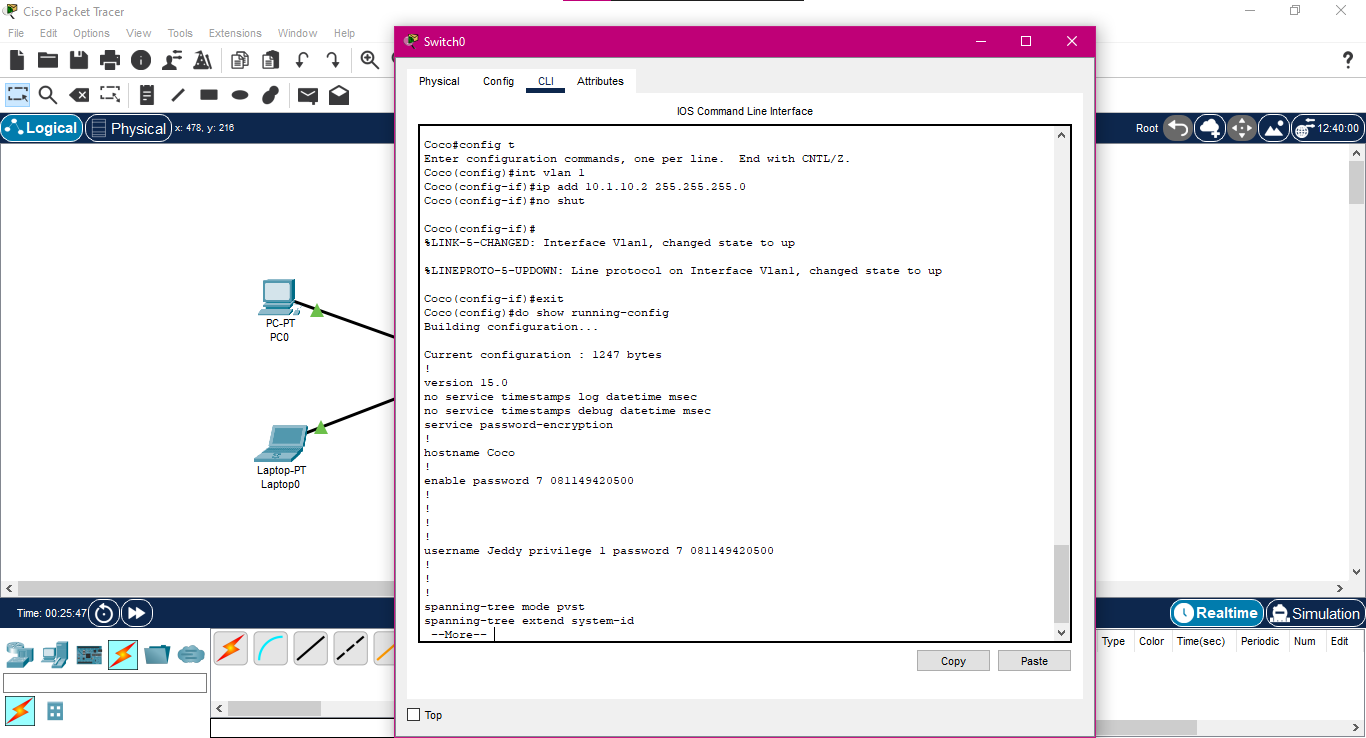 Cisco Packet Tracer
File Edit Options View Tools Extensions Window Help
?
Logical Physical x: 478, y: 216
Root 12:40:00
PC-PT
PC0
Laptop-PT
Laptop0
Time: 00:25:47
Realtime Simulation
Type Color Time(sec) Periodic Num Edit
Switch0
Physical Config CLI Attributes
IOS Command Line Interface
Coco#config t
Enter configuration commands, one per line.  End with CNTL/Z.
Coco(config)#int vlan 1
Coco(config-if)#ip add 10.1.10.2 255.255.255.0
Coco(config-if)#no shut
Coco(config-if)#
%LINK-5-CHANGED: Interface Vlan1, changed state to up
%LINEPROTO-5-UPDOWN: Line protocol on Interface Vlan1, changed state to up
Coco(config-if)#exit
Coco(config)#do show running-config
Building configuration...
Current configuration : 1247 bytes
!
version 15.0
no service timestamps log datetime msec
no service timestamps debug datetime msec
service password-encryption
!
hostname Coco
!
enable password 7 081149420500
!
!
!
!
username Jeddy privilege 1 password 7 081149420500
!
!
!
spanning-tree mode pvst
spanning-tree extend system-id
--More--
Copy Paste
Top